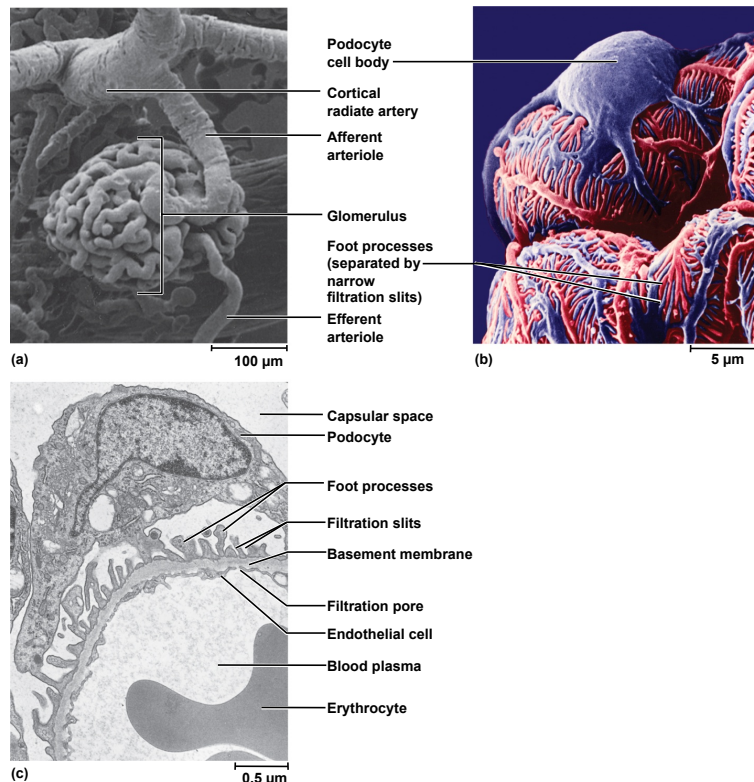 Podocyte
cell body
Cortical
radiate artery
Afferent
arteriole
Glomerulus
Foot processes
(separated by
narrow
filtration slits)
Efferent
arteriole
(a)
100 µm
(b)
5 µm
Capsular space
Podocyte
Foot processes
Filtration slits
Basement membrane
Filtration pore
Endothelial cell
Blood plasma
Erythrocyte
(c)
0.5 µm